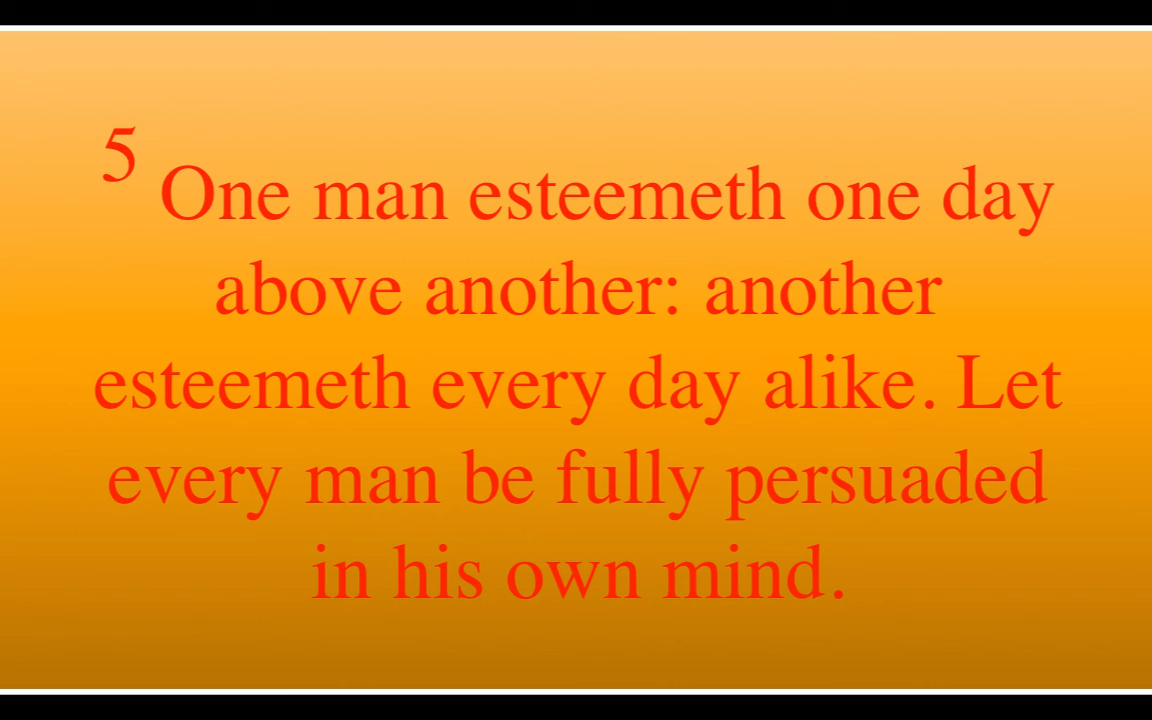 5 One man esteemeth one day
above another: another
esteemeth every day alike. Let
every man be fully persuaded
in his own mind.